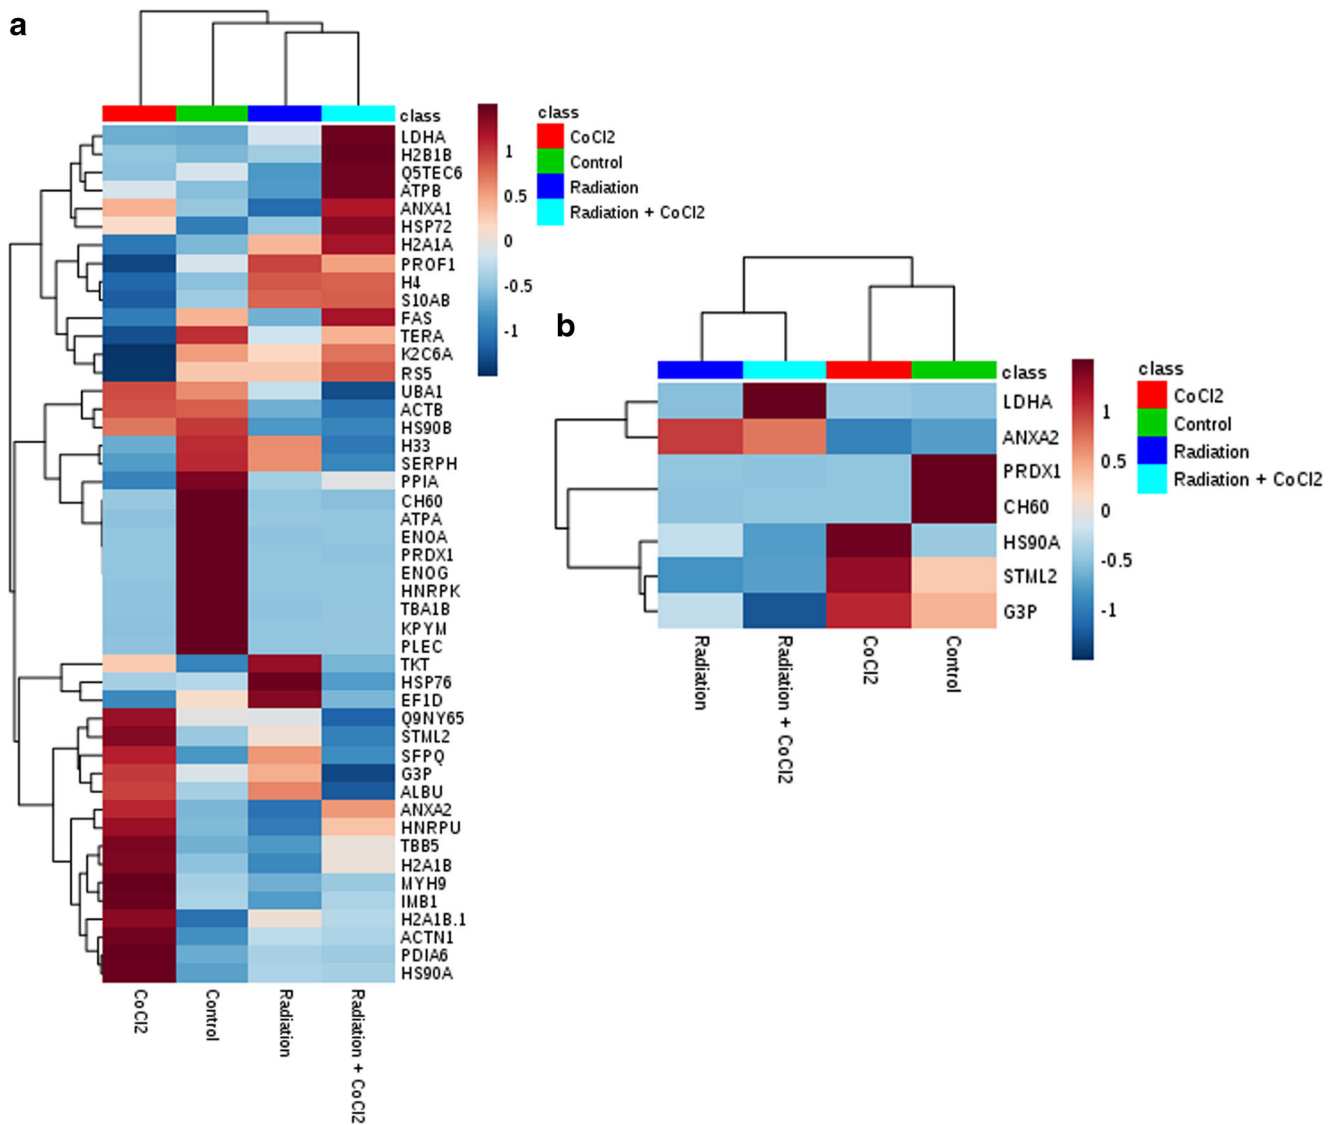 a
class
LDHA
H2B1B
Q5TEC6
ATPB
ANXA1
HSP72
H2A1A
PROF1
H4
S10AB
FAS
TERA
K2C6A
RS5
UBA1
ACTB
HS90B
H33
SERPH
PPIA
CH60
ATPA
ENOA
PRDX1
ENOG
HNRPK
TBA1B
KPYM
PLEC
TKT
HSP76
EF1D
Q9NY65
STML2
SFPQ
G3P
ALBU
ANXA2
HNRPU
TBB5
H2A1B
MYH9
IMB1
H2A1B.1
ACTN1
PDIA6
HS90A
CoCl2
Control
Radiation
Radiation + CoCl2
1
0.5
0
-0.5
-1
class
CoCl2
Control
Radiation
Radiation + CoCl2
b
class
LDHA
ANXA2
PRDX1
CH60
HS90A
STML2
G3P
Radiation
Radiation + CoCl2
CoCl2
Control
1
0.5
0
-0.5
-1
class
CoCl2
Control
Radiation
Radiation + CoCl2